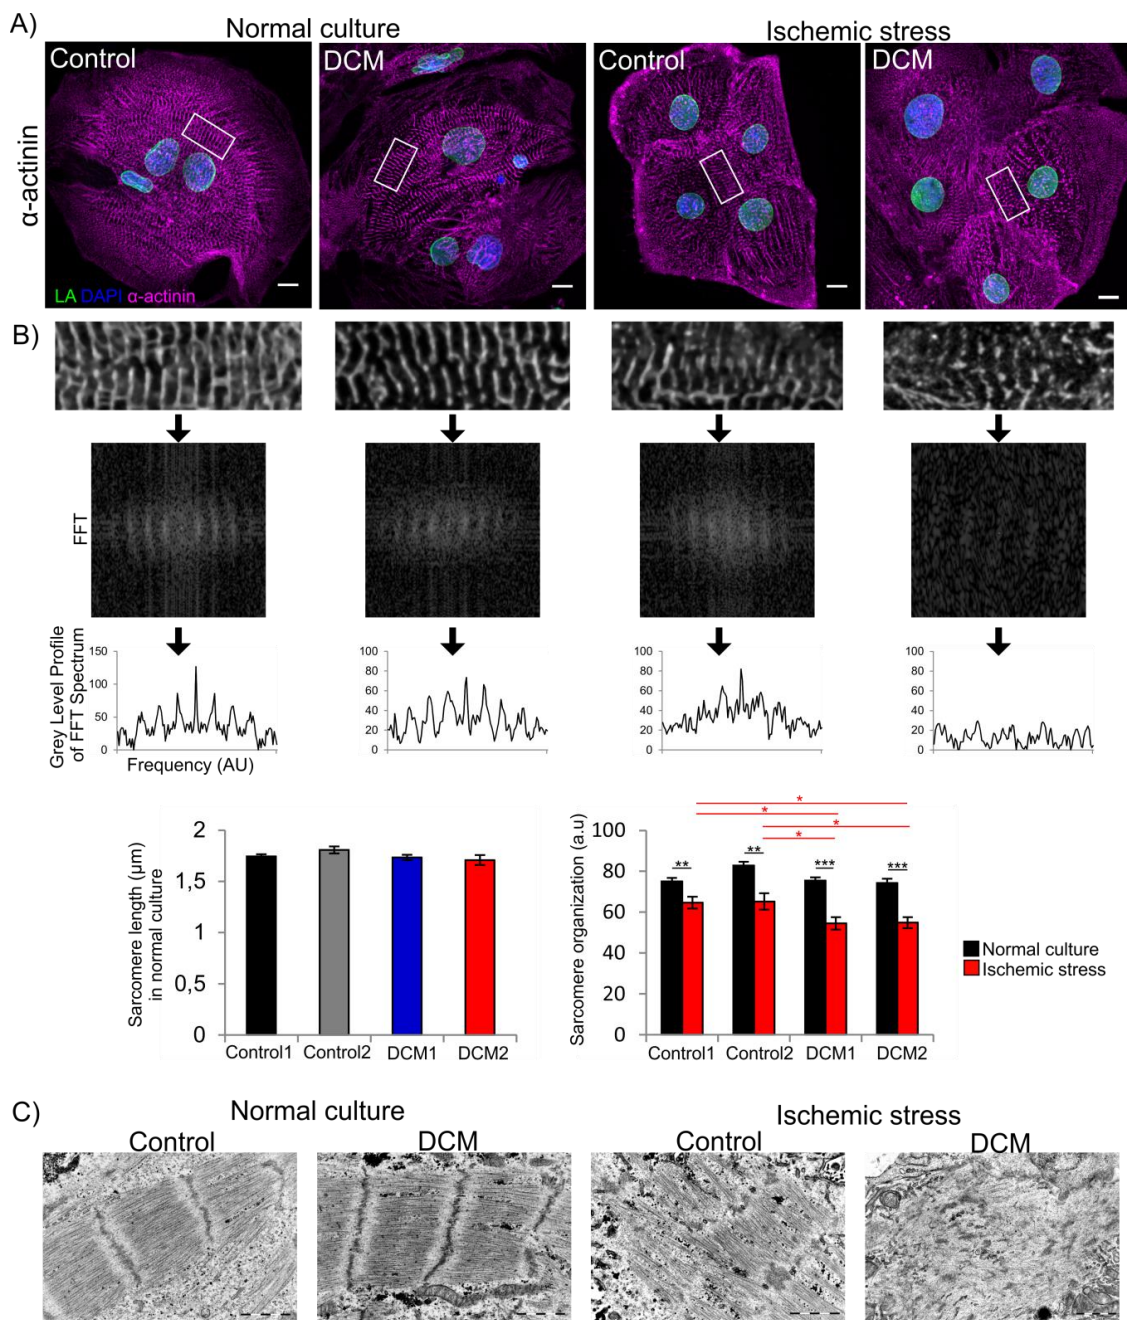 A)
Normal culture
Ischemic stress
Control
DCM
Control
DCM
α-actinin
LA DAPI α-actinin
B)
FFT
Grey Level Profile
of FFT Spectrum
150
100
50
0
Frequency (AU)
100
80
60
40
20
0
100
80
60
40
20
0
100
80
60
40
20
0
Sarcomere length (µm)
in normal culture
2
1,5
1
0,5
0
Control1 Control2 DCM1 DCM2
Sarcomere organization (a.u)
100
80
60
40
20
0
*
*
*
*
** ** *** ***
Control1 Control2 DCM1 DCM2
Normal culture
Ischemic stress
C)
Normal culture
Ischemic stress
Control
DCM
Control
DCM